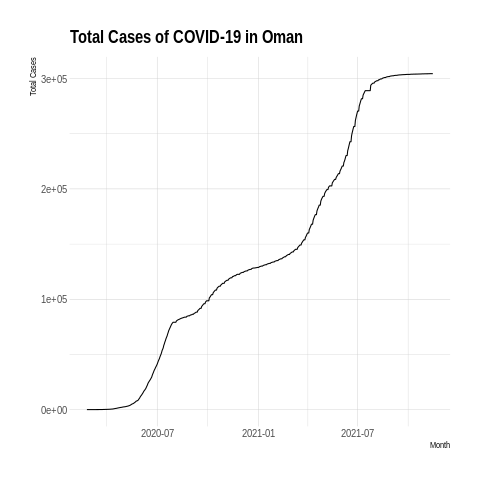 Total Cases of COVID-19 in Oman
Total Cases
3e+05
2e+05
1e+05
0e+00
2020-07 2021-01 2021-07
Month